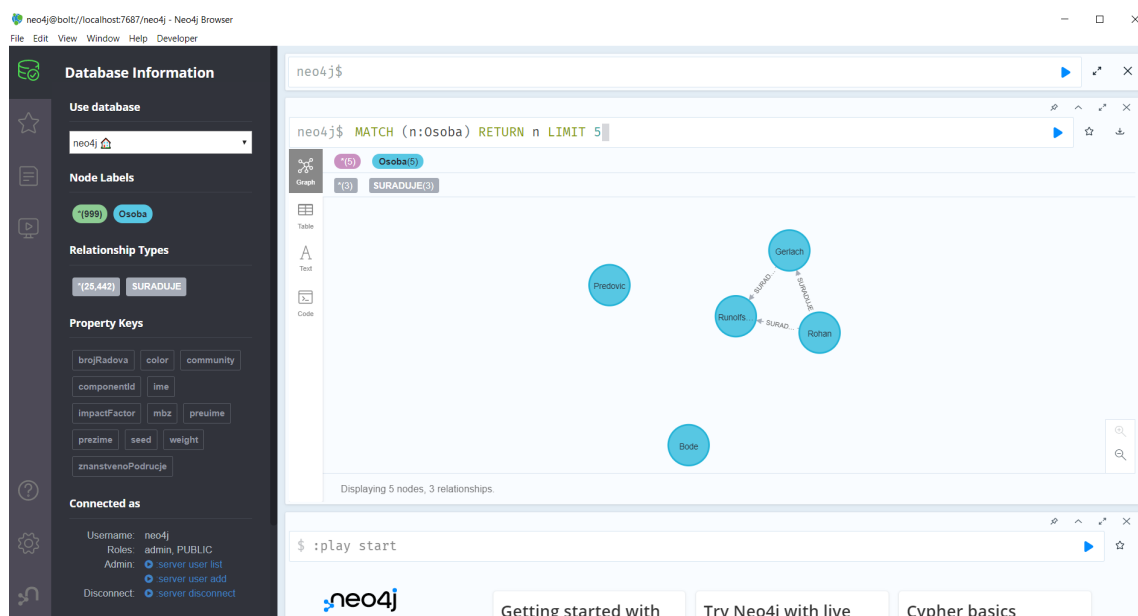 neo4j@bolt://localhost:7687/neo4j - Neo4j Browser
File Edit View Window Help Developer
Database Information
Use database
neo4j
Node Labels
*(999) Osoba
Relationship Types
*(25,442) SURADUJE
Property Keys
brojRadova color community
componentId ime
impactFactor mbz preuime
prezime seed weight
znanstvenoPodrucje
Connected as
Username: neo4j
Roles: admin, PUBLIC
Admin: :server user list
:server user add
Disconnect: :server disconnect
neo4j$
neo4j$ MATCH (n:Osoba) RETURN n LIMIT 5
*(5) Osoba(5)
*(3) SURADUJE(3)
Graph
Table
Text
Code
Gerlach
Predovic
SURAD...
SURADUJE
Runolfs...
SURAD...
Rohan
Bode
Displaying 5 nodes, 3 relationships.
$ :play start
neo4j
Getting started with
Try Neo4j with live
Cypher basics